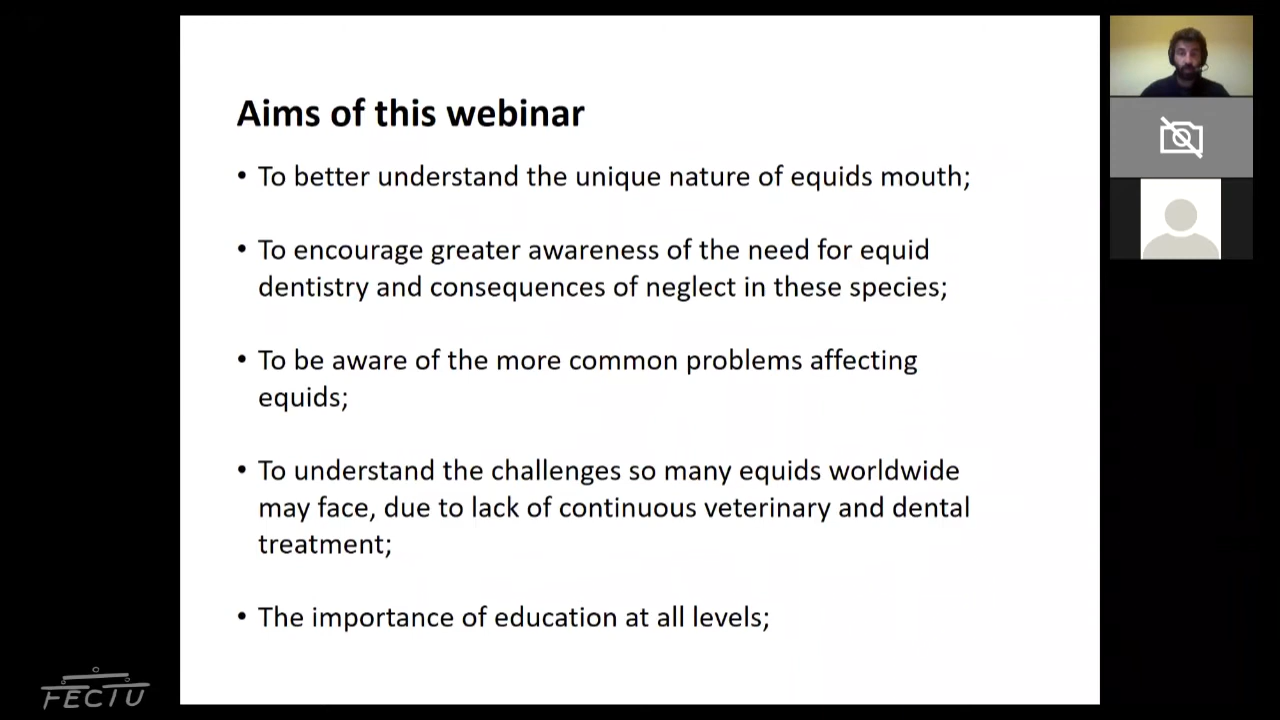 Aims of this webinar
• To better understand the unique nature of equids mouth;
• To encourage greater awareness of the need for equid
dentistry and consequences of neglect in these species;
• To be aware of the more common problems affecting
equids;
• To understand the challenges so many equids worldwide
may face, due to lack of continuous veterinary and dental
treatment;
• The importance of education at all levels;
FECTU